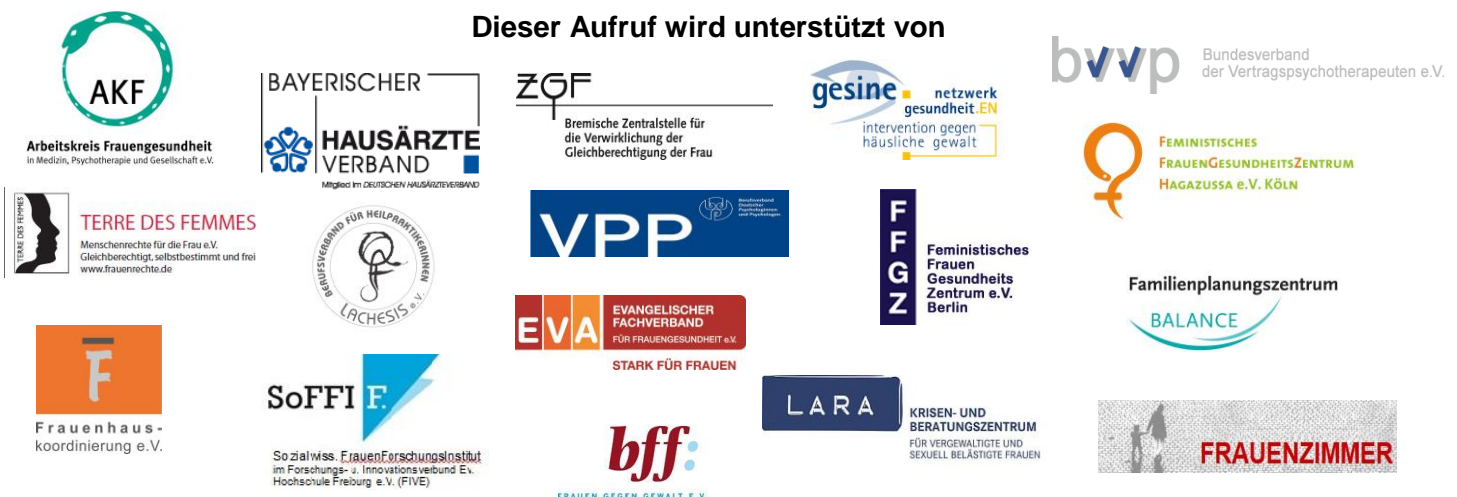 Dieser Aufruf wird unterstützt von
AKF
Arbeitskreis Frauengesundheit
in Medizin, Psychotherapie und Gesellschaft e.V.
BAYERISCHER
HAUSÄRZTE
VERBAND
Mitglied im DEUTSCHEN HAUSÄRZTEVERBAND
ZGF
Bremische Zentralstelle für
die Verwirklichung der
Gleichberechtigung der Frau
gesine netzwerk
gesundheit.EN
intervention gegen
häusliche gewalt
bvvp
Bundesverband
der Vertragspsychotherapeuten e.V.
FEMINISTISCHES
FRAUENGESUNDHEITSZENTRUM
HAGAZUSSA E.V. KÖLN
TERRE DES FEMMES
TERRE DES FEMMES
Menschenrechte für die Frau e.V.
Gleichberechtigt, selbstbestimmt und frei
www.frauenrechte.de
BERUFSVERBAND FÜR HEILPRAKTIKERINNEN
LACHESIS e.V.
VPP
Berufsverband
Deutscher
Psychologinnen
und Psychologen
FFGZ
Feministisches
Frauen
Gesundheits
Zentrum e.V.
Berlin
Familienplanungszentrum
BALANCE
EVA
EVANGELISCHER
FACHVERBAND
FÜR FRAUENGESUNDHEIT e.V.
STARK FÜR FRAUEN
F
Frauenhaus-
koordinierung e.V.
SoFFI F.
Sozialwiss. FrauenForschungsInstitut
im Forschungs- u. Innovationsverbund Ev.
Hochschule Freiburg e.V. (FIVE)
bff:
FRAUEN GEGEN GEWALT E.V.
LARA
KRISEN- UND
BERATUNGSZENTRUM
FÜR VERGEWALTIGTE UND
SEXUELL BELÄSTIGTE FRAUEN
FRAUENZIMMER